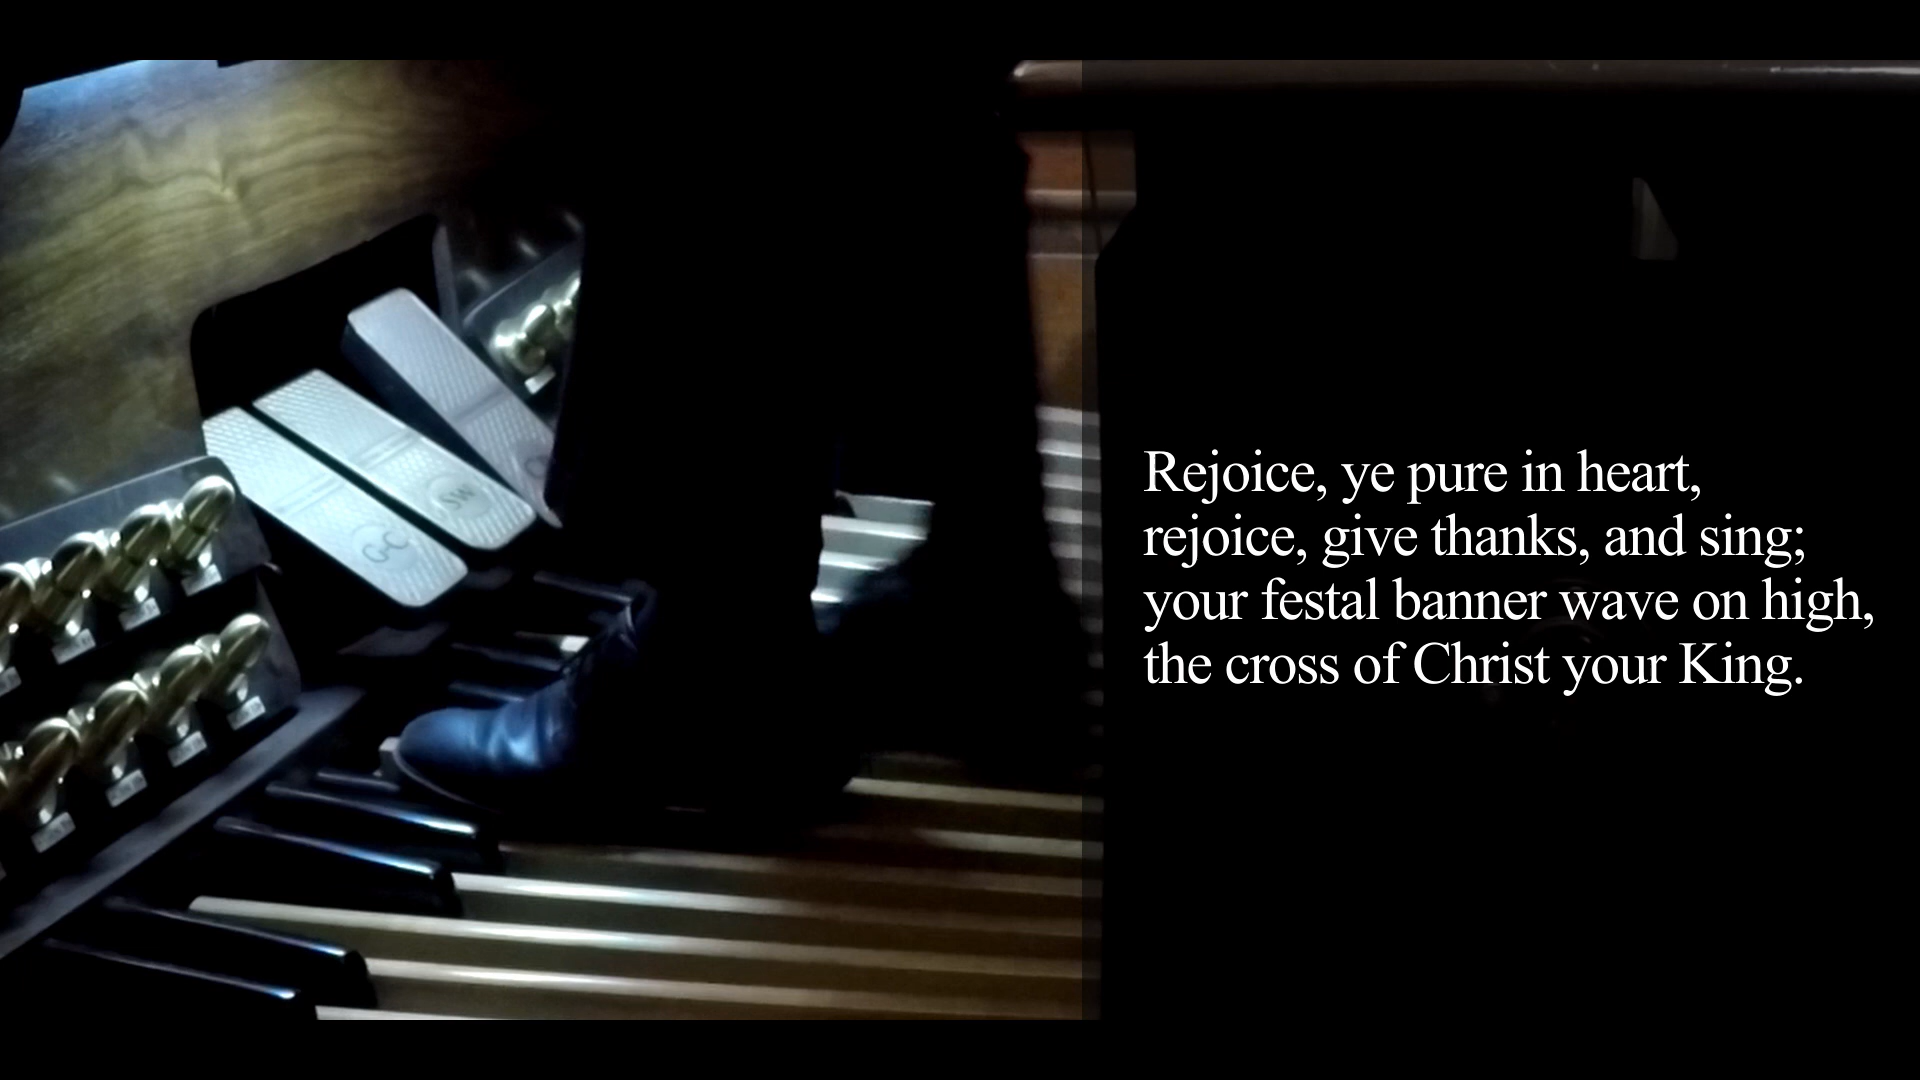 G-C
SW
Rejoice, ye pure in heart,
rejoice, give thanks, and sing;
your festal banner wave on high,
the cross of Christ your King.